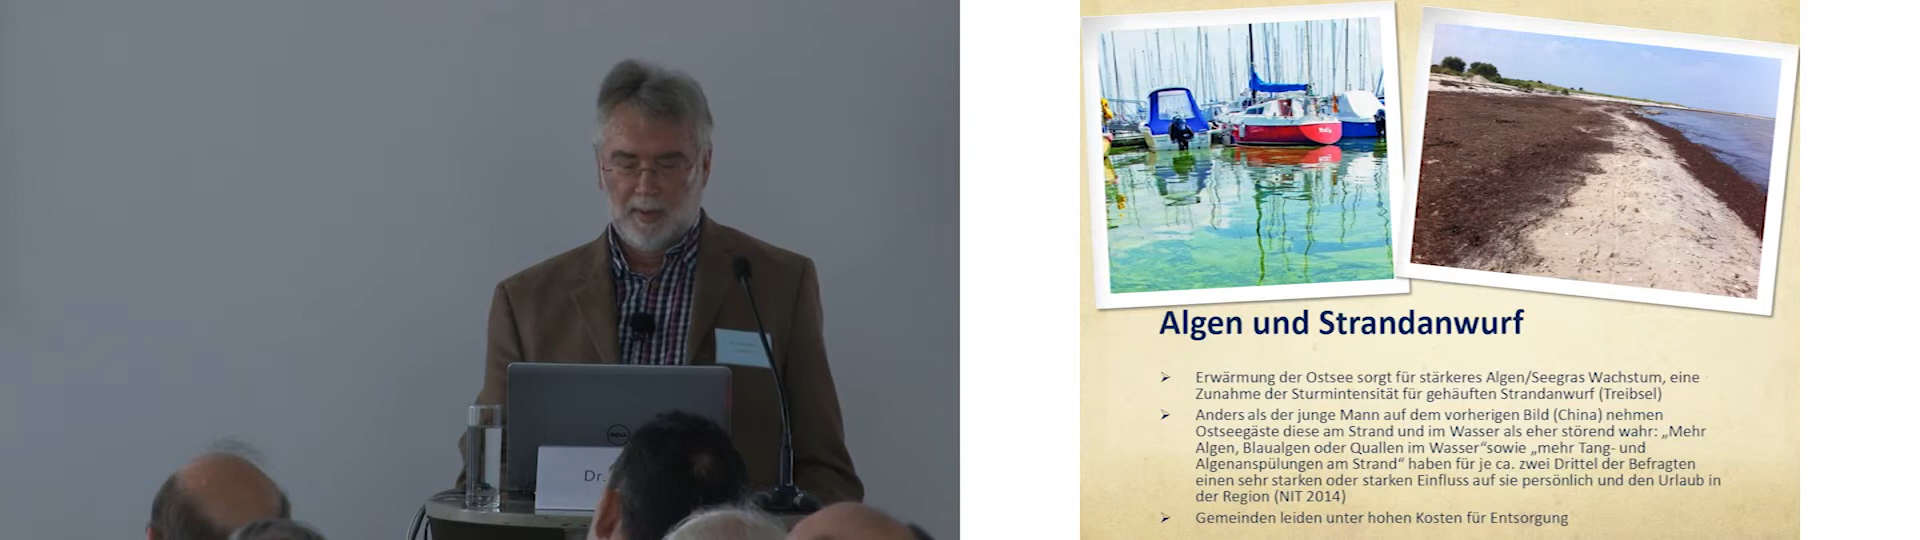 DELL
Dr.
Algen und Strandanwurf
➢ Erwärmung der Ostsee sorgt für stärkeres Algen/Seegras Wachstum, eine
Zunahme der Sturmintensität für gehäuften Strandanwurf (Treibsel)
➢ Anders als der junge Mann auf dem vorherigen Bild (China) nehmen
Ostseegäste diese am Strand und im Wasser als eher störend wahr: „Mehr
Algen, Blaualgen oder Quallen im Wasser“sowie „mehr Tang- und
Algenanspülungen am Strand“ haben für je ca. zwei Drittel der Befragten
einen sehr starken oder starken Einfluss auf sie persönlich und den Urlaub in
der Region (NIT 2014)
➢ Gemeinden leiden unter hohen Kosten für Entsorgung